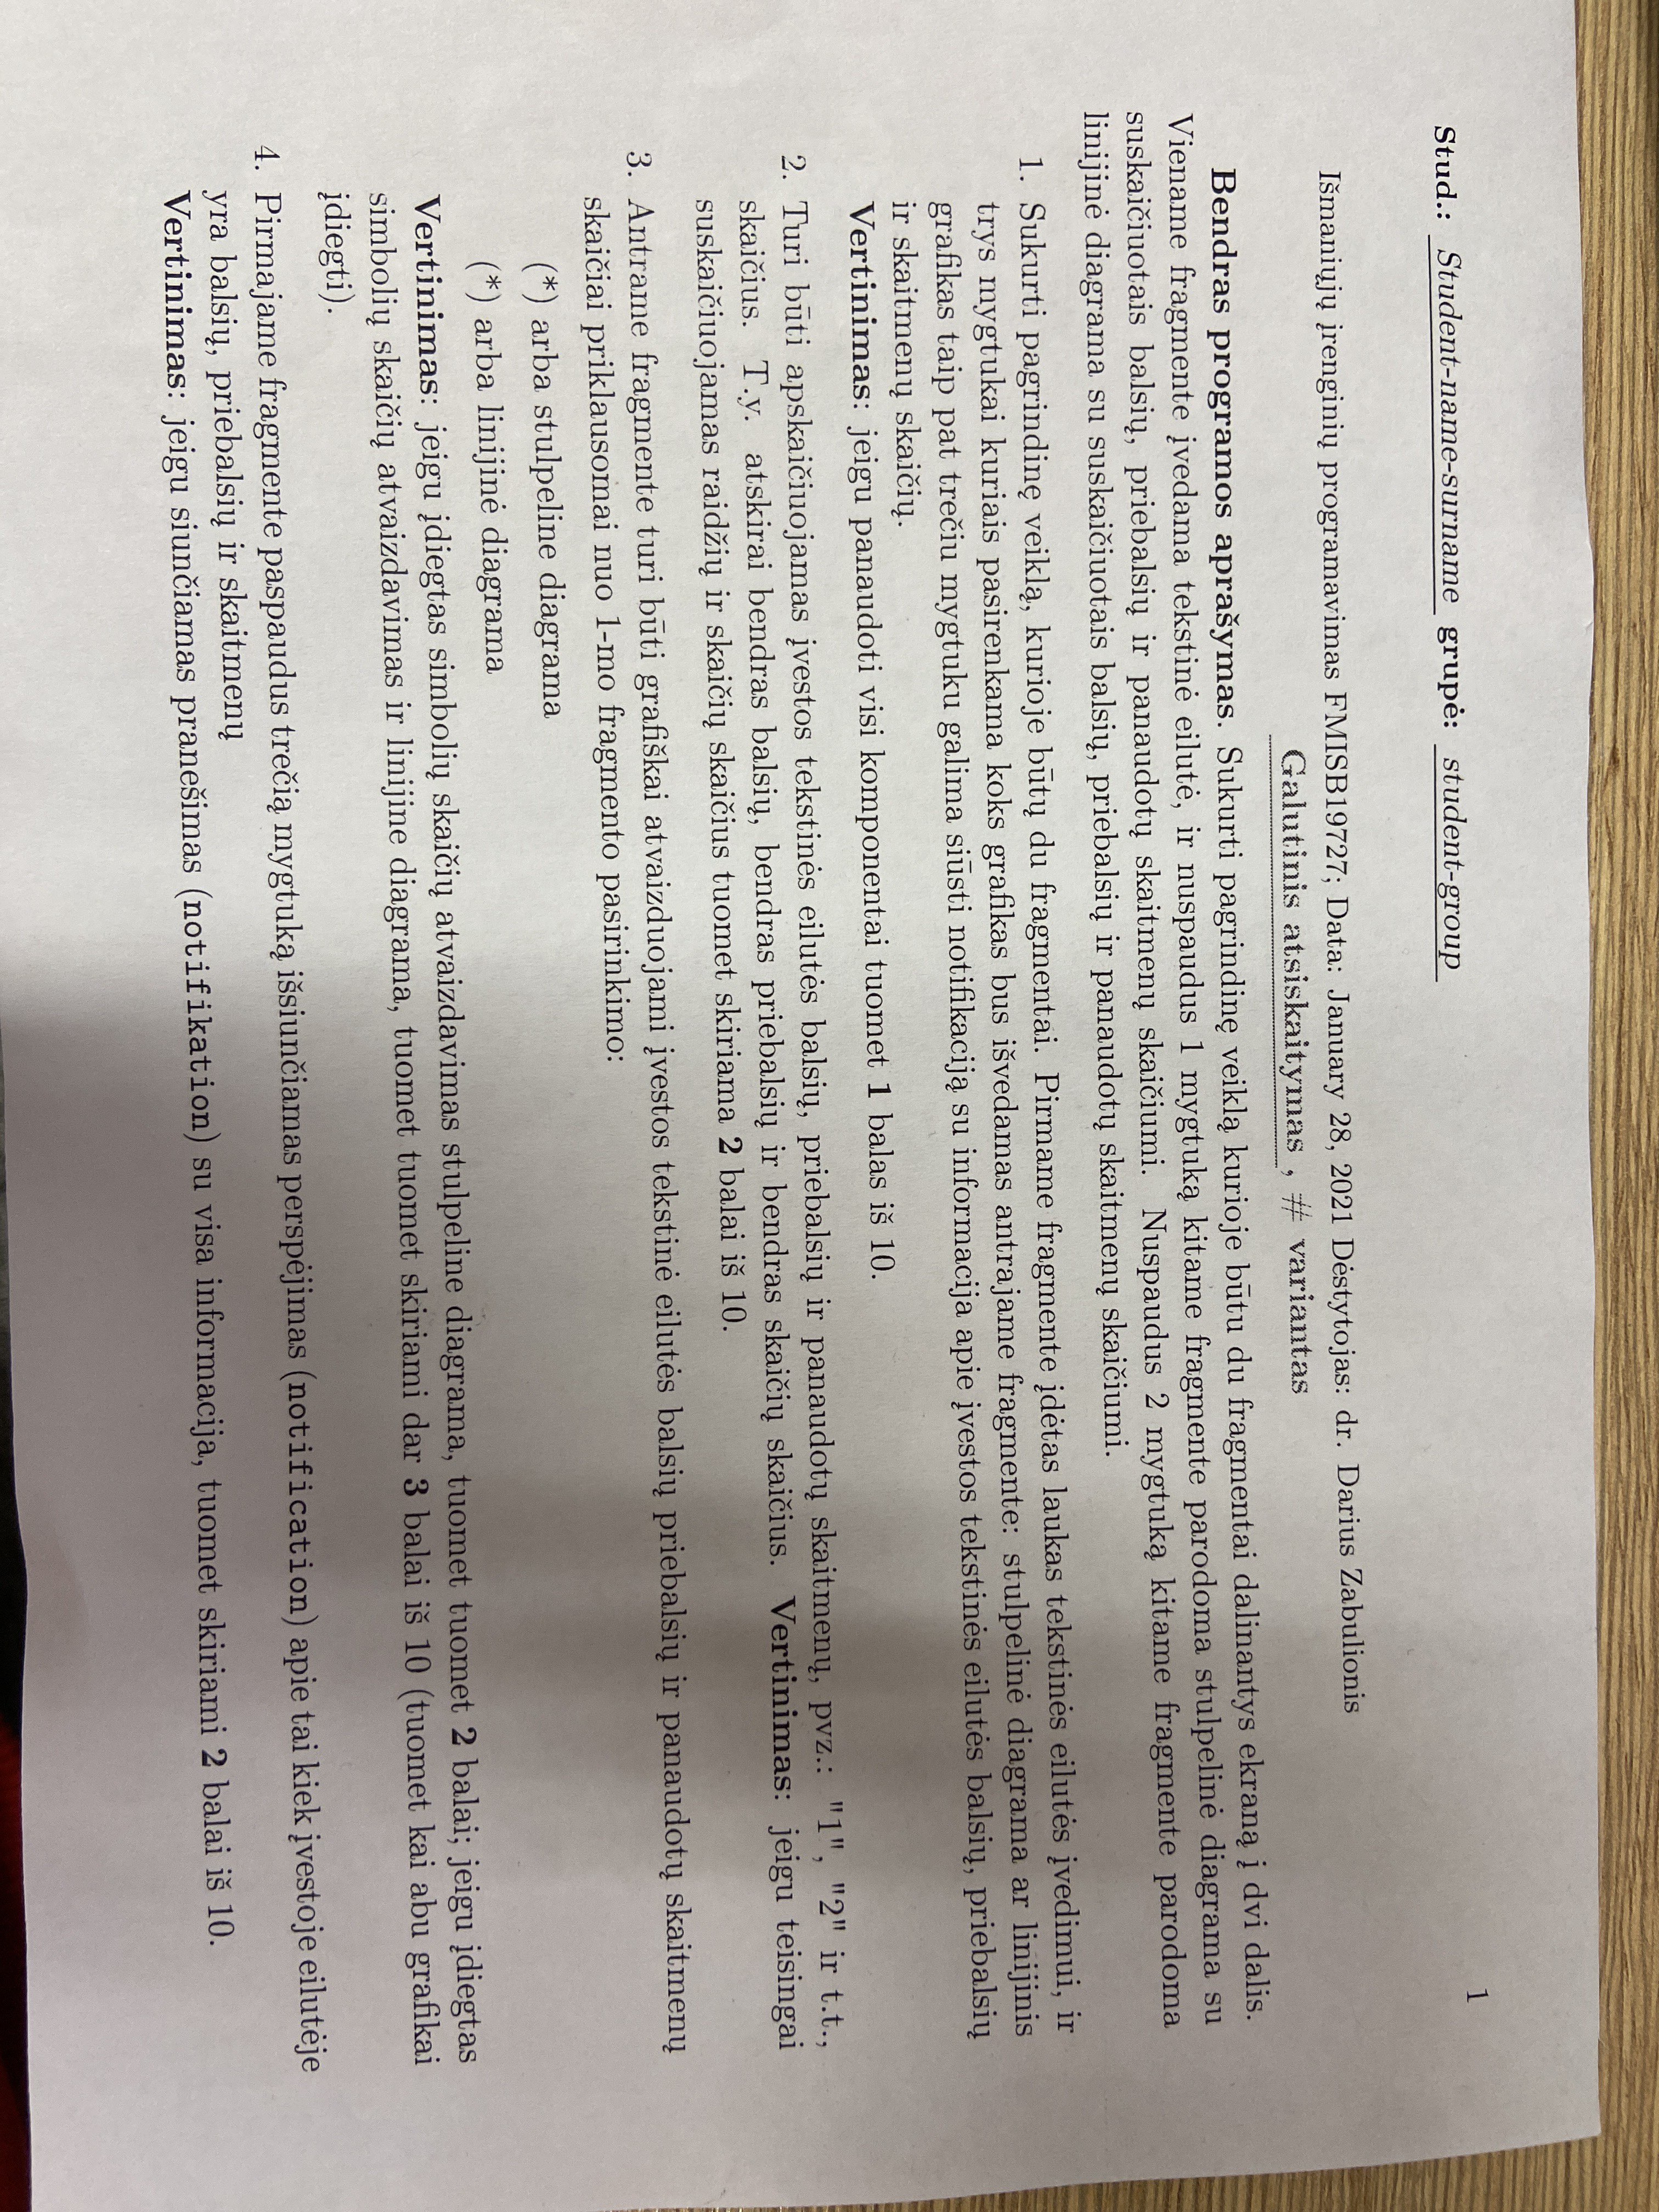 1
Stud.: Student-name-surname grupė: student-group
Išmaniųjų įrenginių programavimas FMISB19727; Data: January 28, 2021 Dėstytojas: dr. Darius Zabulionis
Galutinis atsiskaitymas , # variantas
Bendras programos aprašymas. Sukurti pagrindinę veiklą kurioje būtu du fragmentai dalinantys ekraną į dvi dalis.
Viename fragmente įvedama tekstinė eilutė, ir nuspaudus 1 mygtuką kitame fragmente parodoma stulpelinė diagrama su
suskaičiuotais balsių, priebalsių ir panaudotų skaitmenų skaičiumi. Nuspaudus 2 mygtuką kitame fragmente parodoma
linijinė diagrama su suskaičiuotais balsių, priebalsių ir panaudotų skaitmenų skaičiumi.
1. Sukurti pagrindinę veiklą, kurioje būtų du fragmentai. Pirmame fragmente įdėtas laukas tekstinės eilutės įvedimui, ir
trys mygtukai kuriais pasirenkama koks grafikas bus išvedamas antrajame fragmente: stulpelinė diagrama ar linijinis
grafikas taip pat trečiu mygtuku galima siūsti notifikaciją su informacija apie įvestos tekstinės eilutės balsių, priebalsių
ir skaitmenų skaičių.
Vertinimas: jeigu panaudoti visi komponentai tuomet 1 balas iš 10.
2. Turi būti apskaičiuojamas įvestos tekstinės eilutės balsių, priebalsių ir panaudotų skaitmenų, pvz.: "1", "2" ir t.t.,
skaičius. T.y. atskirai bendras balsių, bendras priebalsių ir bendras skaičių skaičius. Vertinimas: jeigu teisingai
suskaičiuojamas raidžių ir skaičių skaičius tuomet skiriama 2 balai iš 10.
3. Antrame fragmente turi būti grafiškai atvaizduojami įvestos tekstinė eilutės balsių priebalsių ir panaudotų skaitmenų
skaičiai priklausomai nuo 1-mo fragmento pasirinkimo:
(*) arba stulpeline diagrama
(*) arba linijinė diagrama
Vertinimas: jeigu įdiegtas simbolių skaičių atvaizdavimas stulpeline diagrama, tuomet tuomet 2 balai; jeigu įdiegtas
simbolių skaičių atvaizdavimas ir linijine diagrama, tuomet tuomet skiriami dar 3 balai iš 10 (tuomet kai abu grafikai
įdiegti).
4. Pirmajame fragmente paspaudus trečią mygtuką išsiunčiamas perspėjimas (notification) apie tai kiek įvestoje eilutėje
yra balsių, priebalsių ir skaitmenų
Vertinimas: jeigu siunčiamas pranešimas (notifikation) su visa informacija, tuomet skiriami 2 balai iš 10.